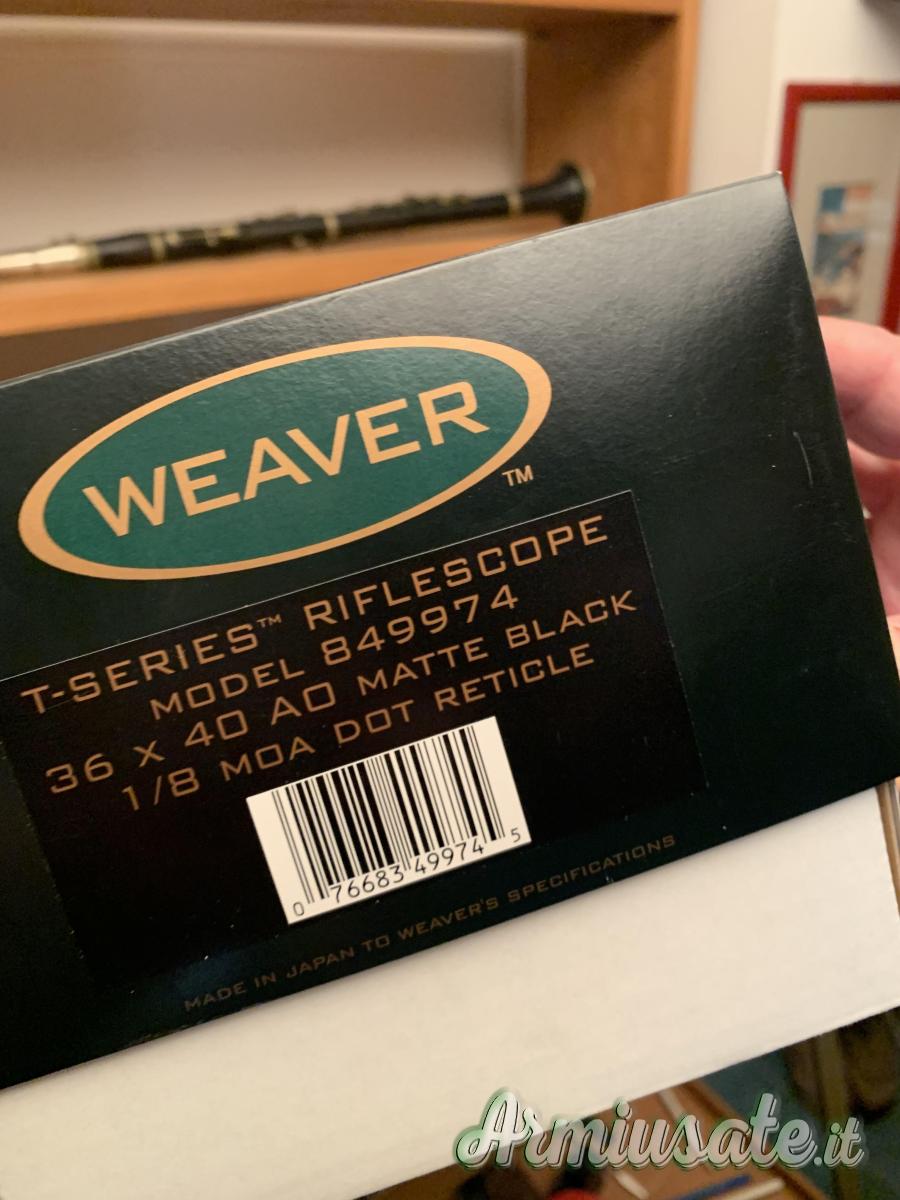 WEAVER
TM
T-SERIES™ RIFLESCOPE
MODEL 849974
36 X 40 AO MATTE BLACK
1/8 MOA DOT RETICLE
0 76683 49974 5
MADE IN JAPAN TO WEAVER'S SPECIFICATIONS
Armiusate.it